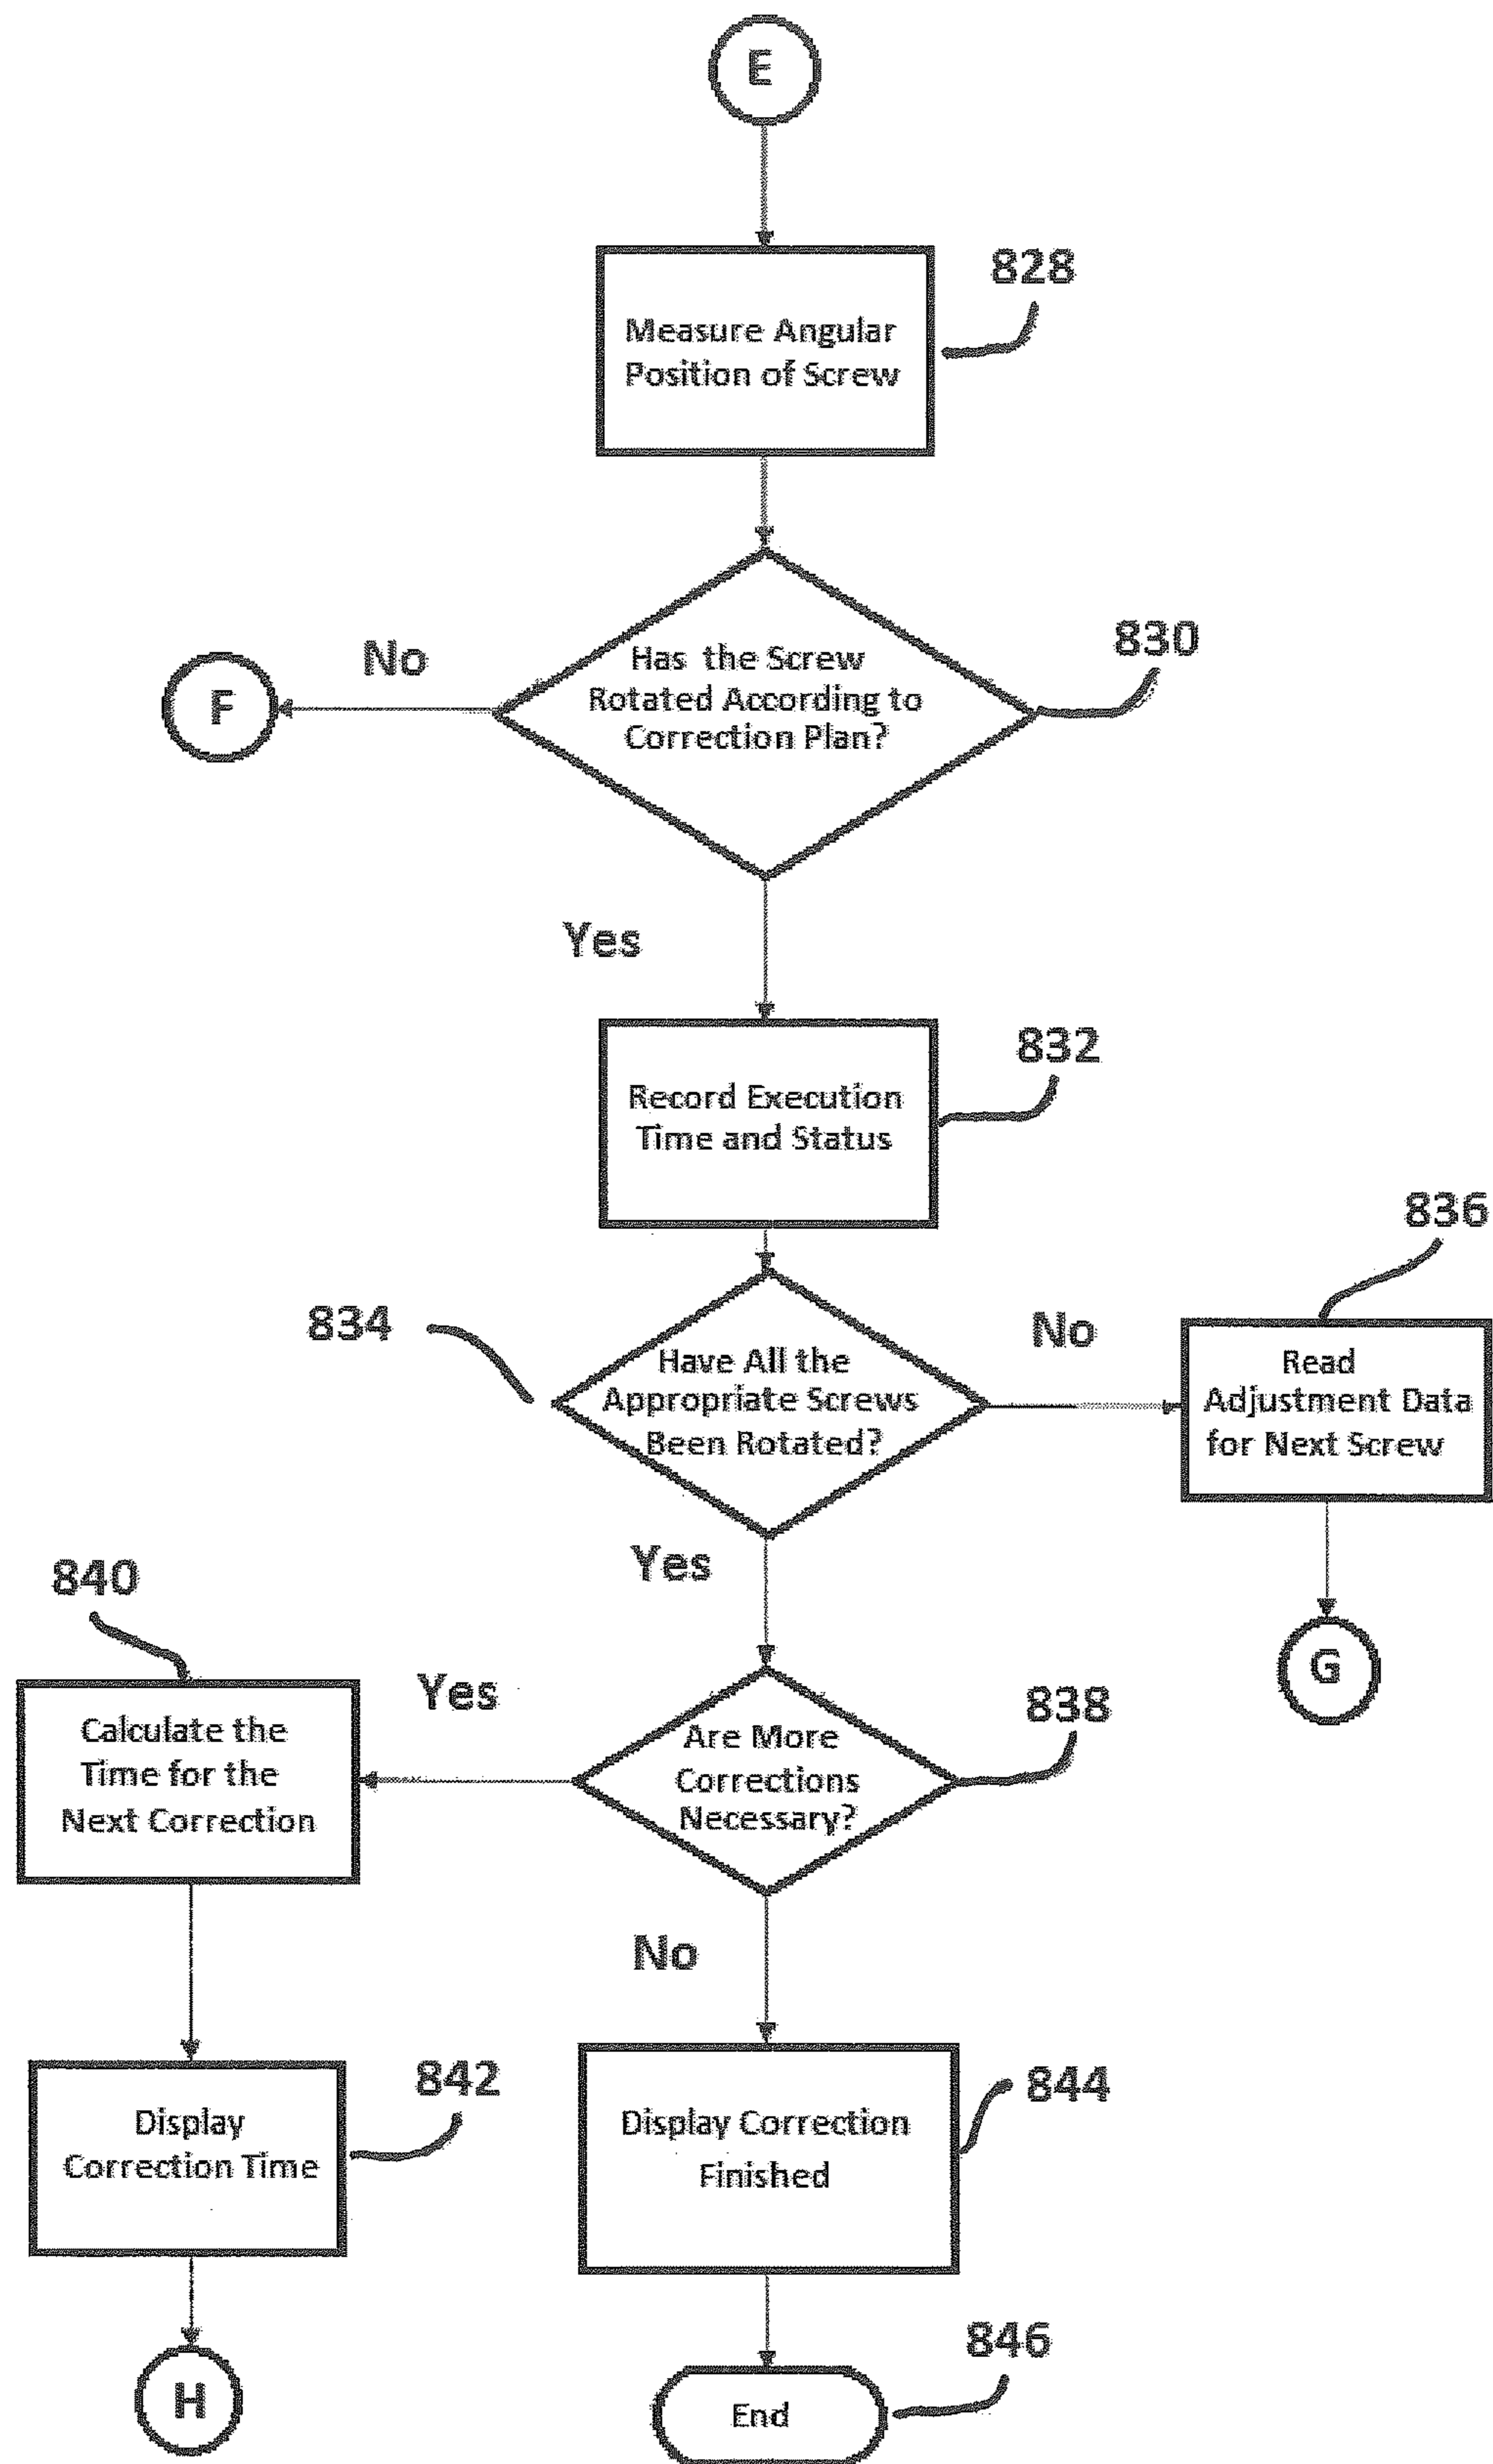 E
828
Measure Angular
Position of Screw
830
No
F
Has the Screw
Rotated According to
Correction Plan?
Yes
832
Record Execution
Time and Status
836
834
No
Have All the
Appropriate Screws
Been Rotated?
Read
Adjustment Data
for Next Screw
Yes
840
G
Yes
838
Calculate the
Time for the
Next Correction
Are More
Corrections
Necessary?
No
842
844
Display
Correction Time
Display Correction
Finished
846
H
End